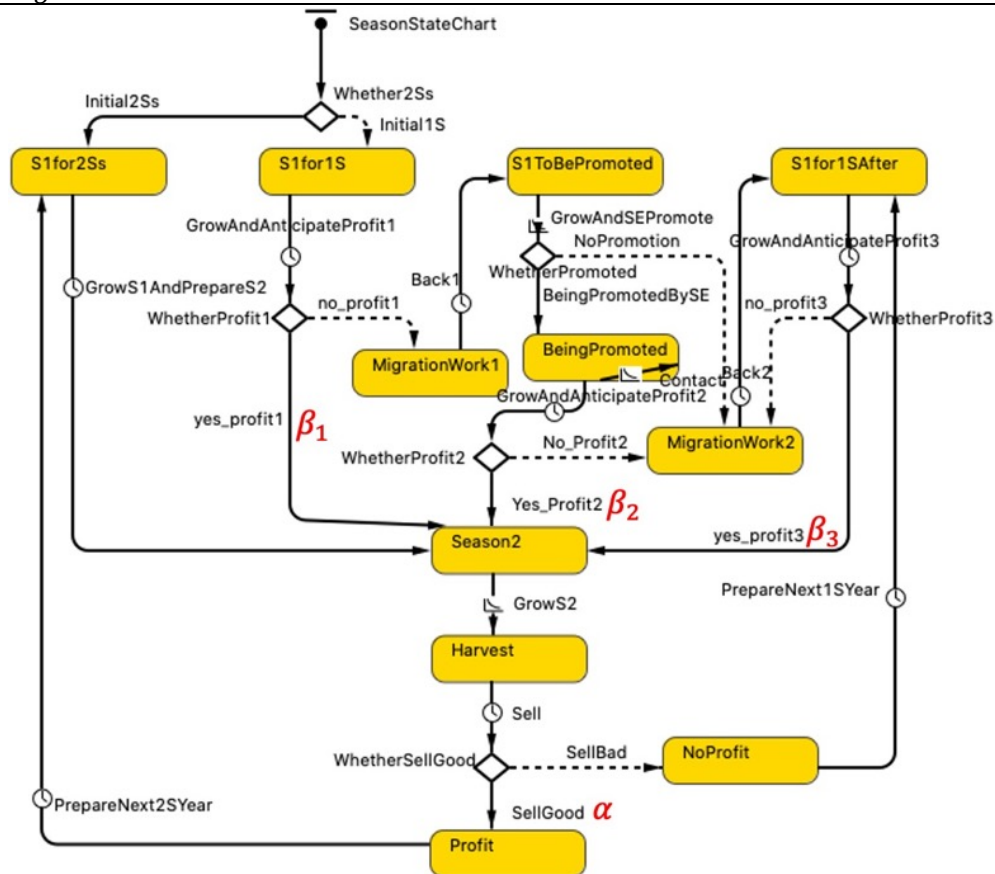 SeasonStateChart
Whether2Ss
Initial2Ss
Initial1S
S1for2Ss
S1for1S
S1ToBePromoted
S1for1SAfter
GrowAndAnticipateProfit1
GrowAndSEPromote
NoPromotion
GrowAndAnticipateProfit3
WhetherPromoted
Back1
GrowS1AndPrepareS2
BeingPromotedBySE
no_profit1
no_profit3
WhetherProfit1
WhetherProfit3
BeingPromoted
MigrationWork1
Contact
Back2
GrowAndAnticipateProfit2
yes_profit1 β1
No_Profit2
MigrationWork2
WhetherProfit2
Yes_Profit2 β2
yes_profit3 β3
Season2
PrepareNext1SYear
GrowS2
Harvest
Sell
WhetherSellGood
SellBad
NoProfit
PrepareNext2SYear
SellGood α
Profit